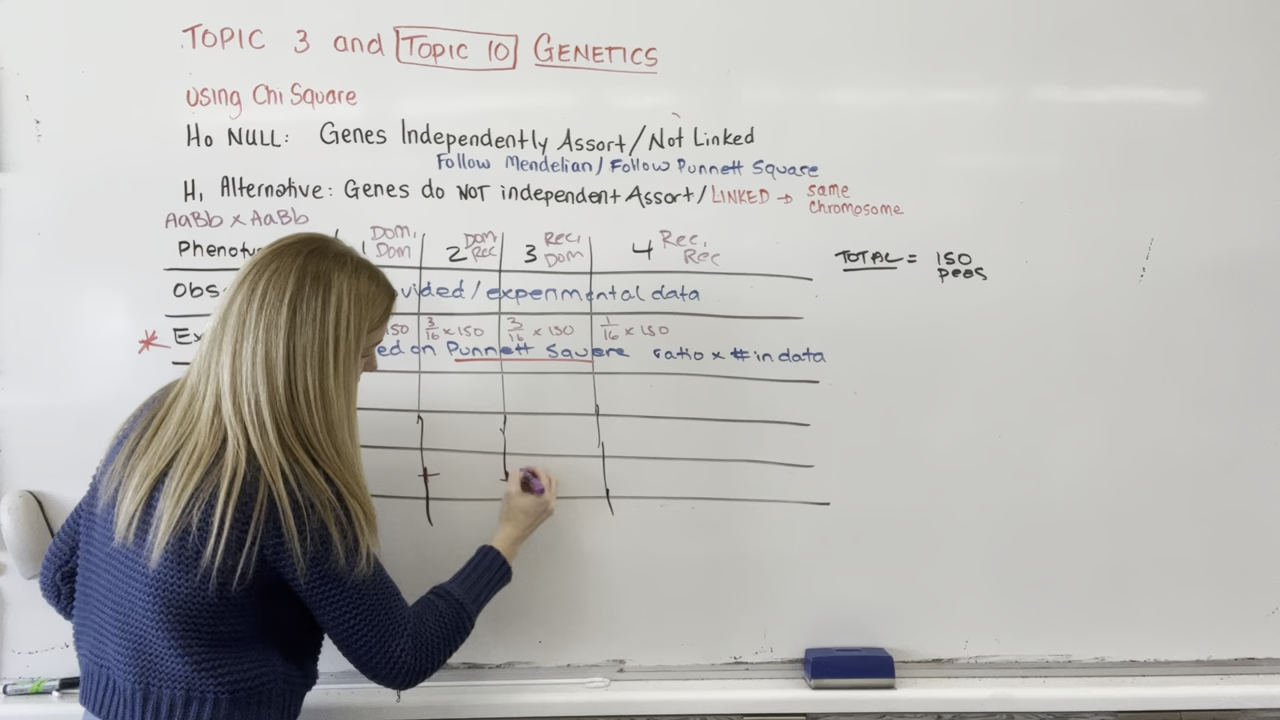 TOPIC 3 and TOPIC 10 GENETICS
Using Chi Square
Ho NULL: Genes Independently Assort/Not Linked
Follow Mendelian/Follow Punnett Square
H1 Alternative: Genes do NOT independent Assort/LINKED → same chromosome
AaBb x AaBb
1 Dom, Dom 2 Dom Rec 3 Rec, Dom 4 Rec, Rec
TOTAL = 150 peas
/experimental data
150 3/16 x 150 3/16 x 150 1/16 x 150
on Punnett Square ratio x # in data